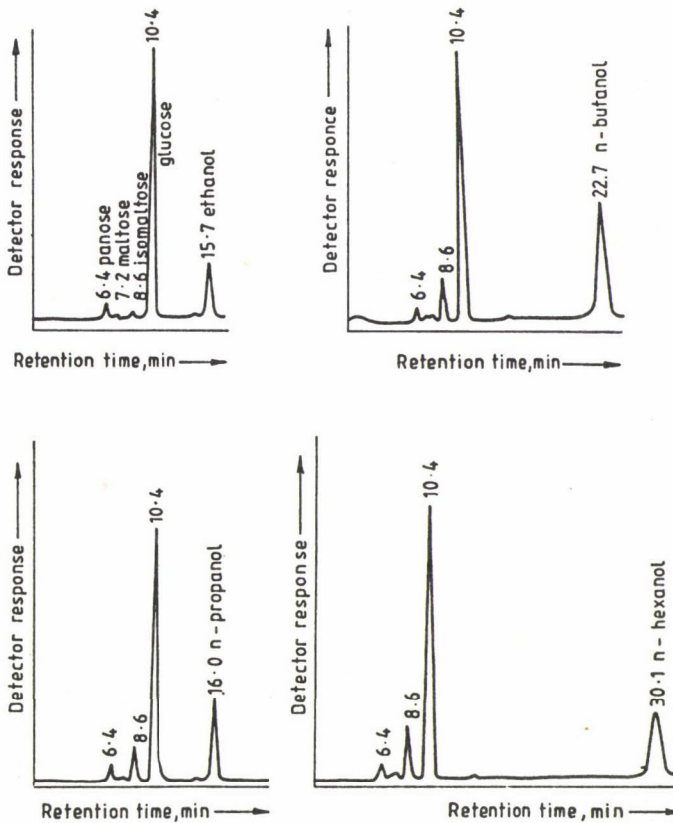 Detector response
6·4 panose
7·2 maltose
8·6 isomaltose
10·4
glucose
15·7 ethanol
Retention time,min
Detector responce
6·4
8·6
10·4
22.7 n-butanol
Retention time,min
Detector response
6·4
8·6
10·4
16·0 n-propanol
Retention time,min
Detector response
6·4
8·6
10·4
30·1 n-hexanol
Retention time, min